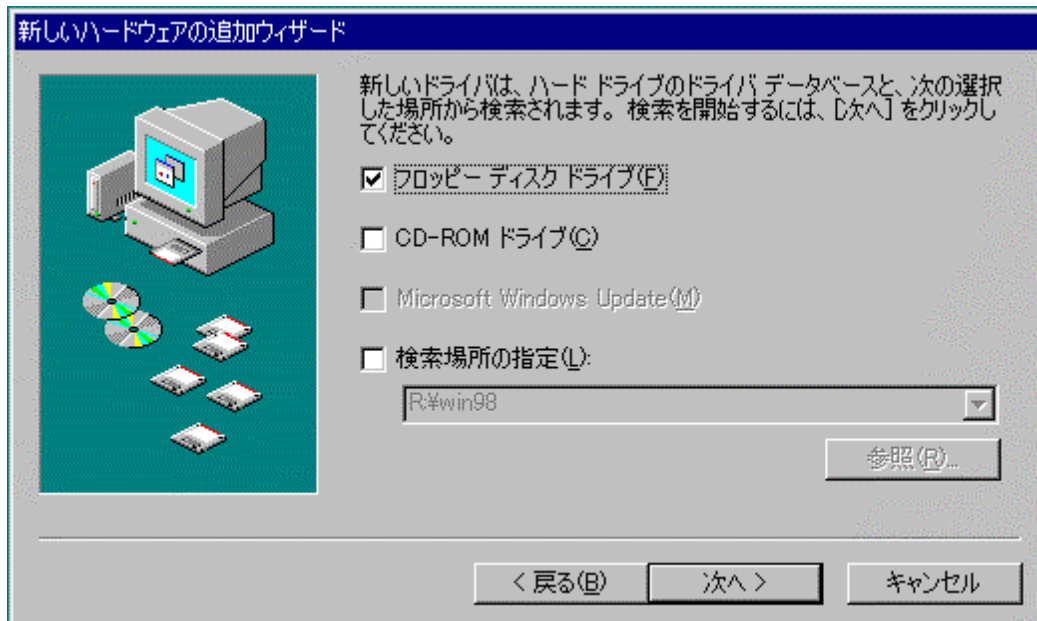 新しいハードウェアの追加ウィザード
新しいドライバは、ハード ドライブのドライバ データベースと、次の選択
した場所から検索されます。検索を開始するには、[次へ] をクリックし
てください。
フロッピー ディスク ドライブ(F)
CD-ROM ドライブ(C)
Microsoft Windows Update(M)
検索場所の指定(L):
R:¥win98
参照(R)...
< 戻る(B)
次へ >
キャンセル